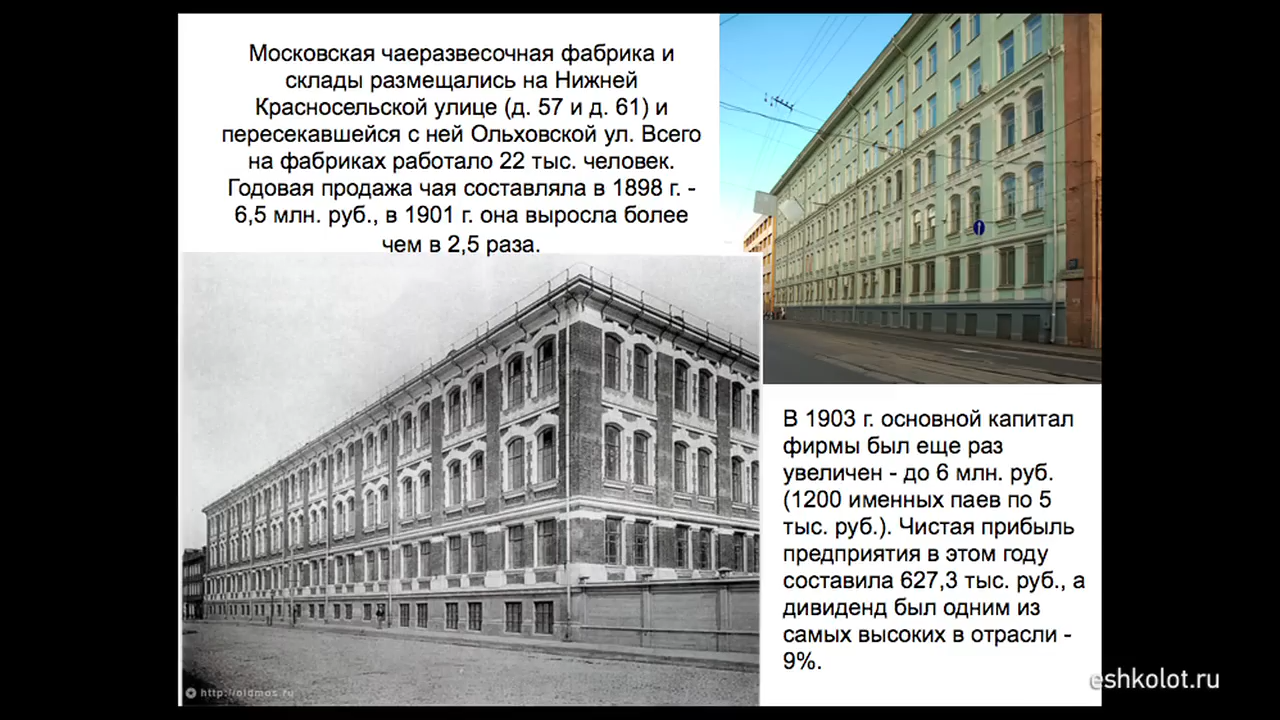 Московская чаеразвесочная фабрика и
склады размещались на Нижней
Красносельской улице (д. 57 и д. 61) и
пересекавшейся с ней Ольховской ул. Всего
на фабриках работало 22 тыс. человек.
Годовая продажа чая составляла в 1898 г. -
6,5 млн. руб., в 1901 г. она выросла более
чем в 2,5 раза.
В 1903 г. основной капитал
фирмы был еще раз
увеличен - до 6 млн. руб.
(1200 именных паев по 5
тыс. руб.). Чистая прибыль
предприятия в этом году
составила 627,3 тыс. руб., а
дивиденд был одним из
самых высоких в отрасли -
9%.
http://oldmos.ru
eshkolot.ru